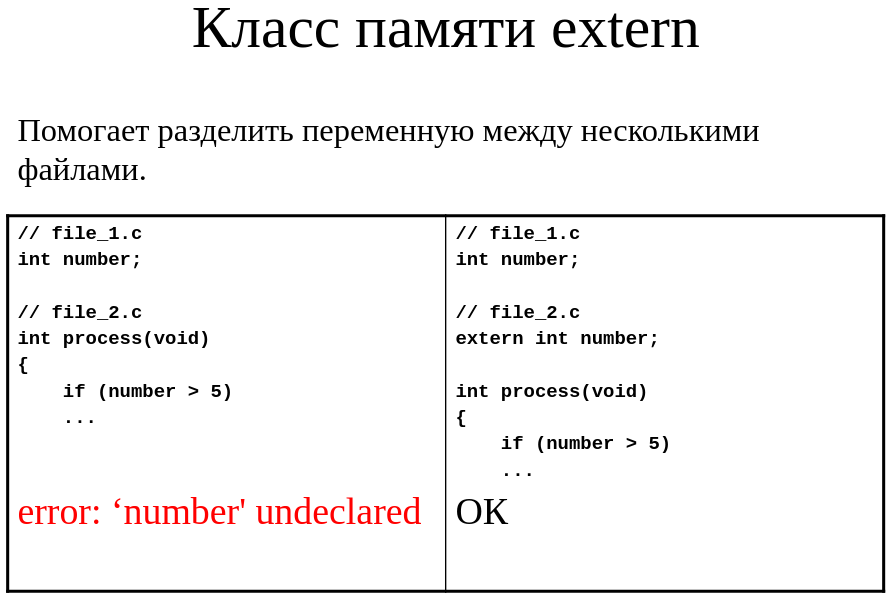 Класс памяти extern
Помогает разделить переменную между несколькими
файлами.
// file_1.c
int number;

// file_2.c
int process(void)
{
    if (number > 5)
    ...
error: ‘number' undeclared
// file_1.c
int number;

// file_2.c
extern int number;

int process(void)
{
    if (number > 5)
    ...
ОК